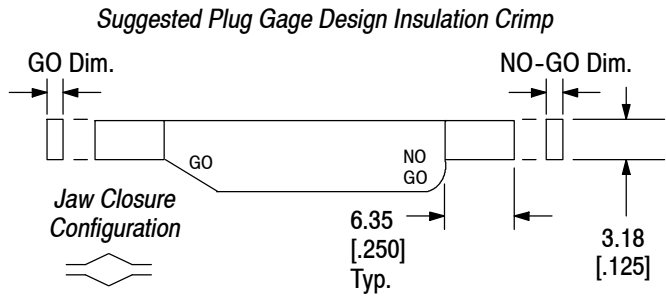 Suggested Plug Gage Design Insulation Crimp
GO Dim.
NO-GO Dim.
GO
NO
GO
Jaw Closure
Configuration
6.35
[.250]
Typ.
3.18
[.125]